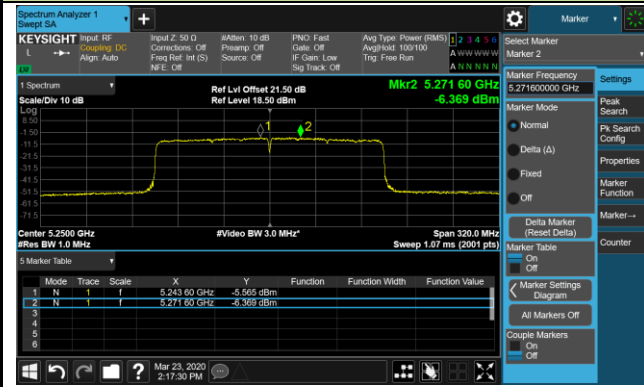 Spectrum Analyzer 1
Swept SA
KEYSIGHT
Input: RF
Coupling: DC
Align: Auto
Input Z: 50 Ω
Corrections: Off
Freq Ref: Int (S)
NFE: Off
#Atten: 10 dB
Preamp: Off
Source: Off
PNO: Fast
Gate: Off
IF Gain: Low
Sig Track: Off
Avg Type: Power (RMS)
Avg|Hold: 100/100
Trig: Free Run
1 2 3 4 5 6
A W W W W W
A N N N N N
L
1 Spectrum
Scale/Div 10 dB
Ref Lvl Offset 21.50 dB
Ref Level 18.50 dBm
Mkr2 5.271 60 GHz
-6.369 dBm
Log
8.50
-1.50
-11.5
-21.5
-31.5
-41.5
-51.5
-61.5
-71.5
1
2
Center 5.2500 GHz
#Res BW 1.0 MHz
#Video BW 3.0 MHz*
Span 320.0 MHz
Sweep 1.07 ms (2001 pts)
5 Marker Table
Mode Trace Scale X Y Function Function Width Function Value
1 N 1 f 5.243 60 GHz -5.565 dBm
2 N 1 f 5.271 60 GHz -6.369 dBm
3
4
5
6
Mar 23, 2020
2:17:30 PM
Marker
Select Marker
Marker 2
Marker Frequency
5.271600000 GHz
Marker Mode
Normal
Delta (Δ)
Fixed
Off
Delta Marker
(Reset Delta)
Marker Table
On
Off
Marker Settings
Diagram
All Markers Off
Couple Markers
On
Off
Settings
Peak
Search
Pk Search
Config
Properties
Marker
Function
Marker→
Counter